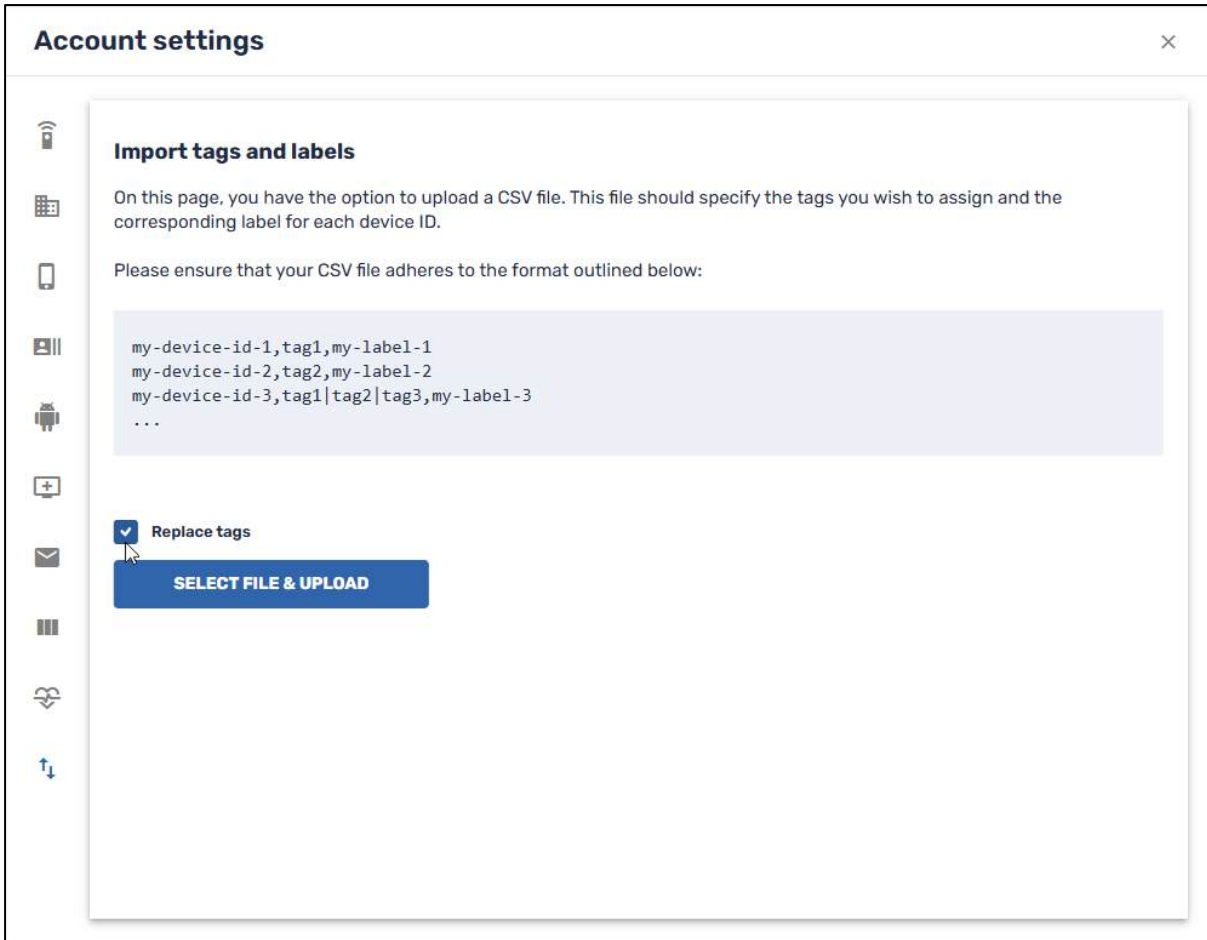 Account settings
Import tags and labels
On this page, you have the option to upload a CSV file. This file should specify the tags you wish to assign and the
corresponding label for each device ID.
Please ensure that your CSV file adheres to the format outlined below:
my-device-id-1,tag1,my-label-1
my-device-id-2,tag2,my-label-2
my-device-id-3,tag1|tag2|tag3,my-label-3
...
Replace tags
SELECT FILE & UPLOAD